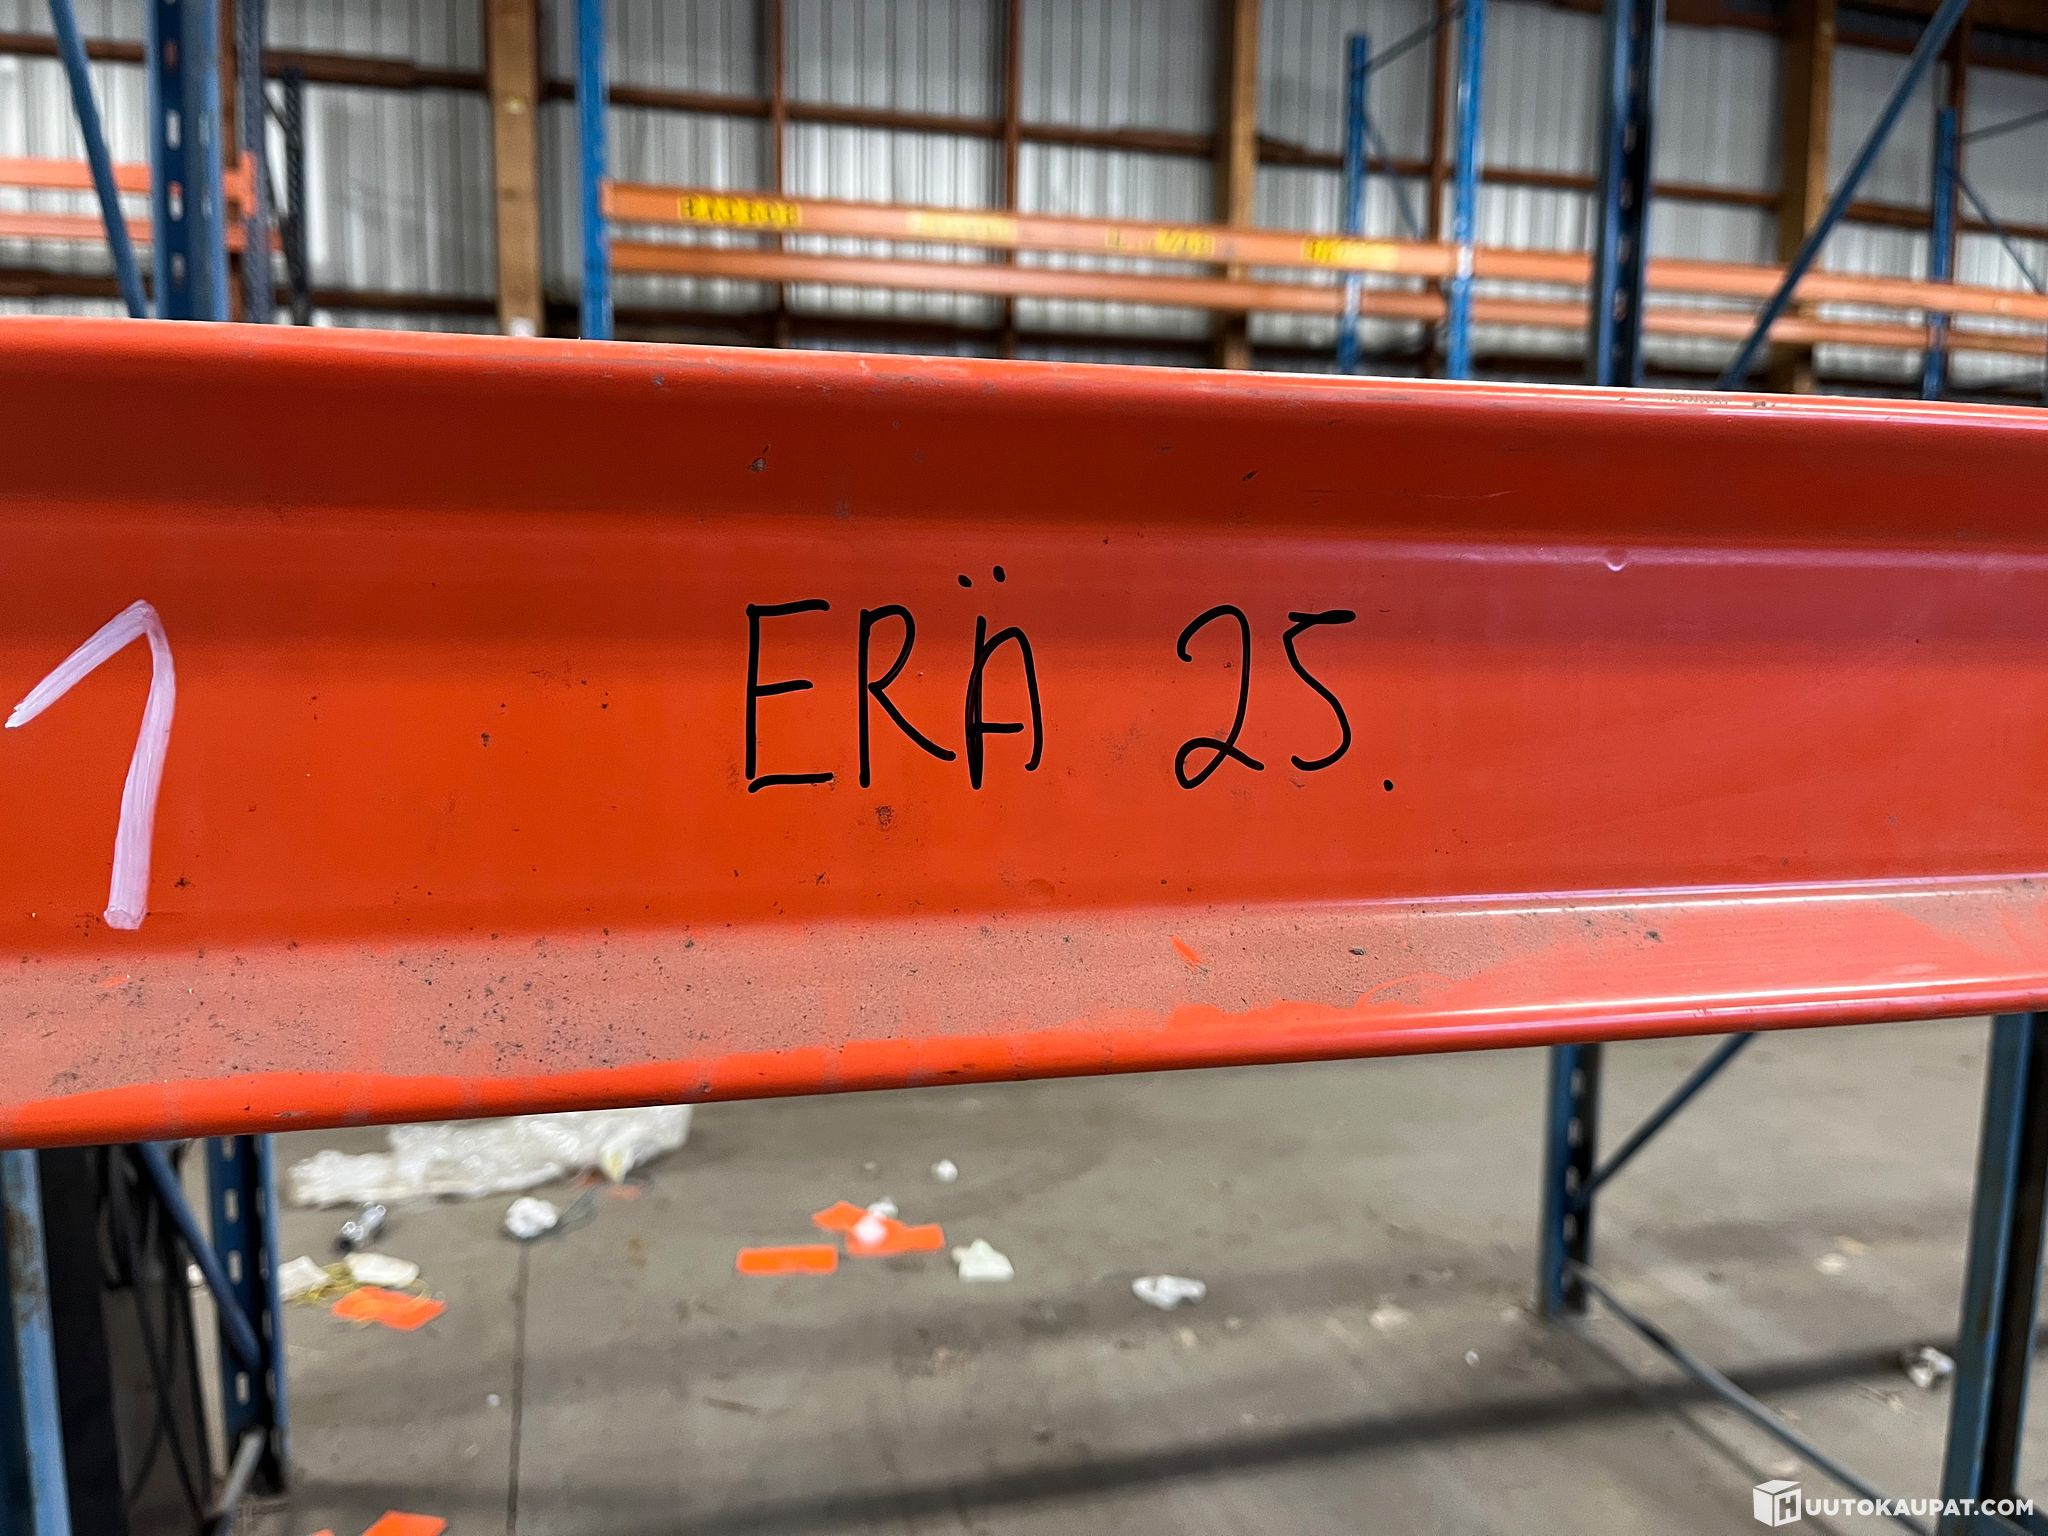 1
ERÄ 25.
HUUTOKAUPAT.COM